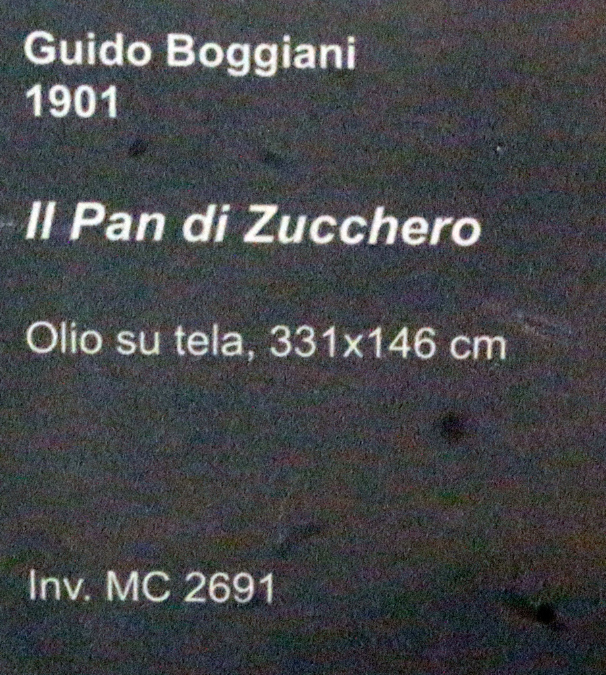 Guido Boggiani
1901
Il Pan di Zucchero
Olio su tela, 331x146 cm
Inv. MC 2691